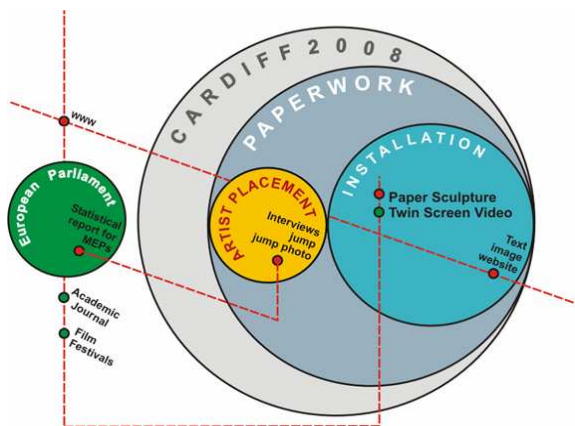 CARDIFF 2008
PAPERWORK
INSTALLATION
www
European Parliament
Statistical
report for
MEPs
ARTIST PLACEMENT
Interviews
jump
jump photo
Paper Sculpture
Twin Screen Video
Text
image
website
Academic
Journal
Film
Festivals